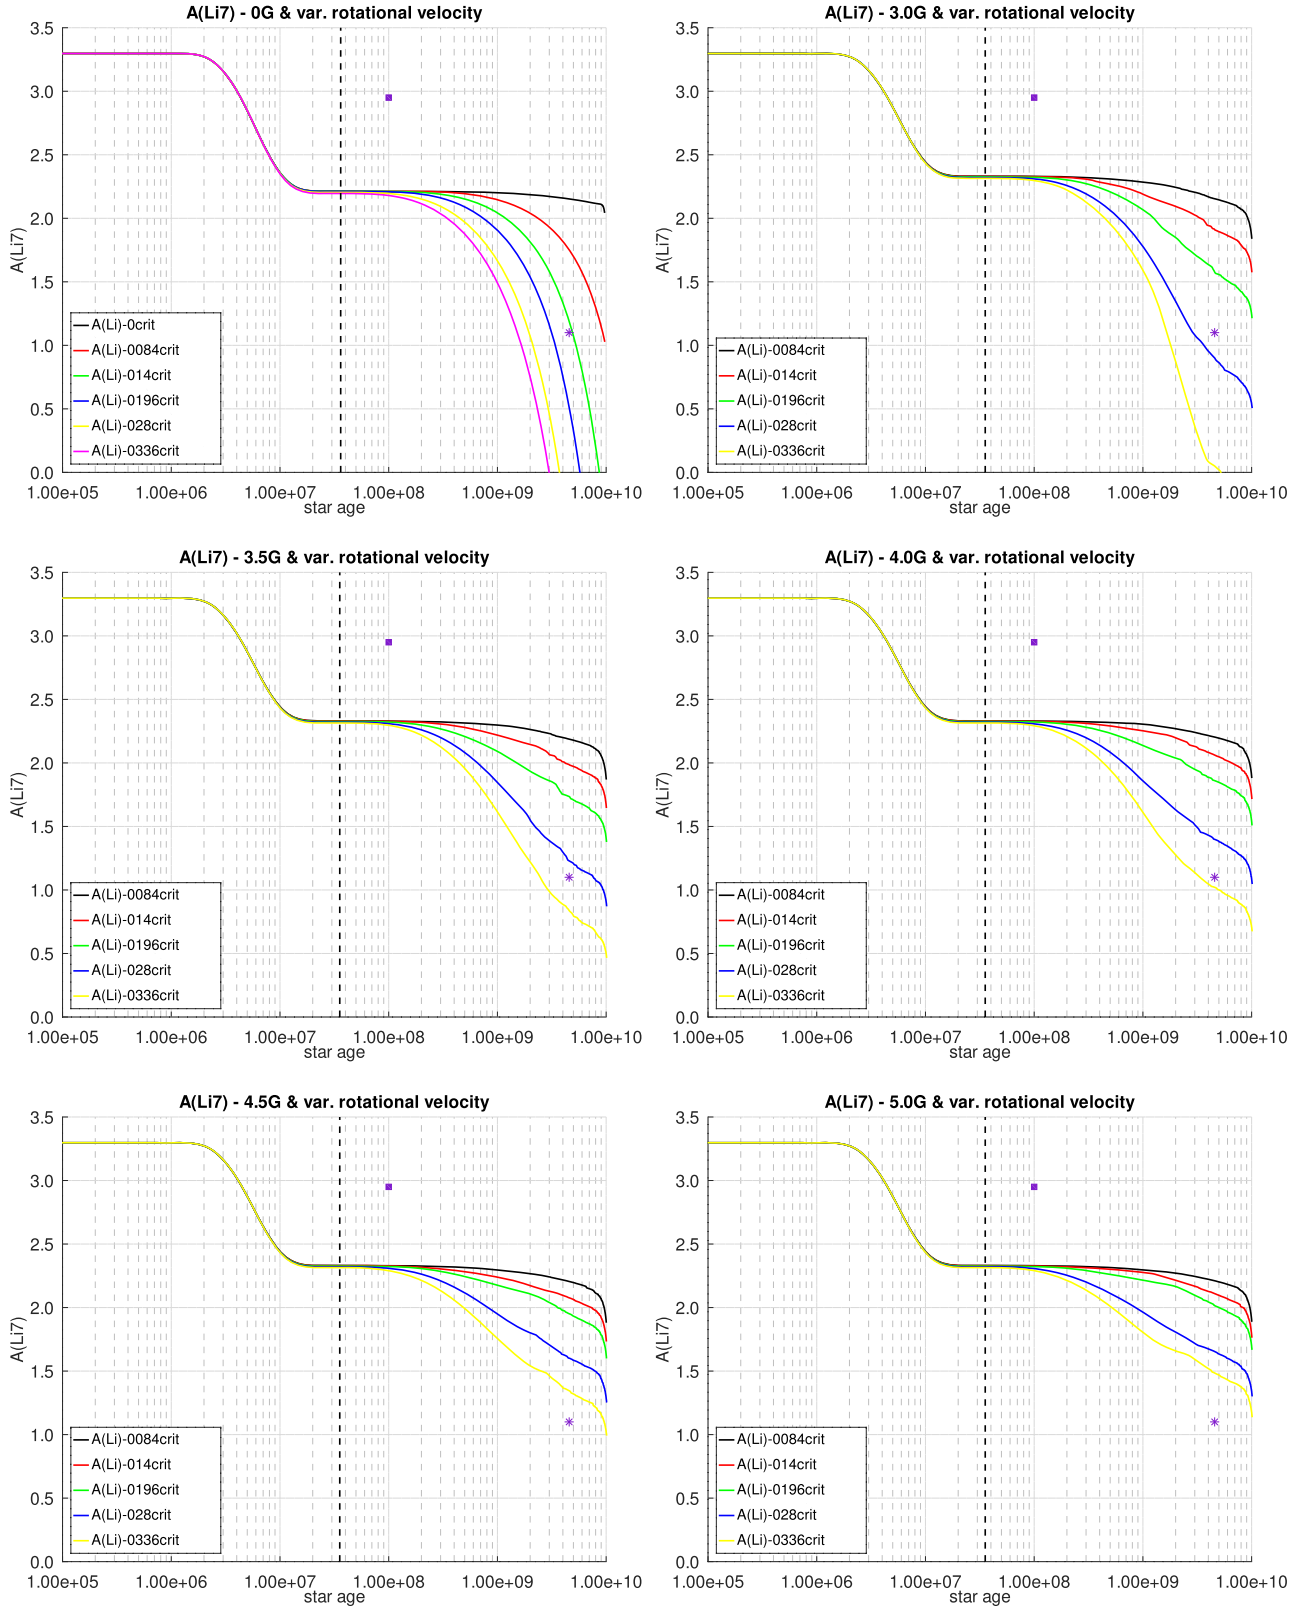 A(Li7) - 0G & var. rotational velocity
3.5
3.0
2.5
2.0
1.5
1.0
0.5
0.0
A(Li7)
A(Li)-0crit
A(Li)-0084crit
A(Li)-014crit
A(Li)-0196crit
A(Li)-028crit
A(Li)-0336crit
1.00e+05 1.00e+06 1.00e+07 1.00e+08 1.00e+09 1.00e+10
star age
A(Li7) - 3.0G & var. rotational velocity
3.5
3.0
2.5
2.0
1.5
1.0
0.5
0.0
A(Li7)
A(Li)-0084crit
A(Li)-014crit
A(Li)-0196crit
A(Li)-028crit
A(Li)-0336crit
1.00e+05 1.00e+06 1.00e+07 1.00e+08 1.00e+09 1.00e+10
star age
A(Li7) - 3.5G & var. rotational velocity
3.5
3.0
2.5
2.0
1.5
1.0
0.5
0.0
A(Li7)
A(Li)-0084crit
A(Li)-014crit
A(Li)-0196crit
A(Li)-028crit
A(Li)-0336crit
1.00e+05 1.00e+06 1.00e+07 1.00e+08 1.00e+09 1.00e+10
star age
A(Li7) - 4.0G & var. rotational velocity
3.5
3.0
2.5
2.0
1.5
1.0
0.5
0.0
A(Li7)
A(Li)-0084crit
A(Li)-014crit
A(Li)-0196crit
A(Li)-028crit
A(Li)-0336crit
1.00e+05 1.00e+06 1.00e+07 1.00e+08 1.00e+09 1.00e+10
star age
A(Li7) - 4.5G & var. rotational velocity
3.5
3.0
2.5
2.0
1.5
1.0
0.5
0.0
A(Li7)
A(Li)-0084crit
A(Li)-014crit
A(Li)-0196crit
A(Li)-028crit
A(Li)-0336crit
1.00e+05 1.00e+06 1.00e+07 1.00e+08 1.00e+09 1.00e+10
star age
A(Li7) - 5.0G & var. rotational velocity
3.5
3.0
2.5
2.0
1.5
1.0
0.5
0.0
A(Li7)
A(Li)-0084crit
A(Li)-014crit
A(Li)-0196crit
A(Li)-028crit
A(Li)-0336crit
1.00e+05 1.00e+06 1.00e+07 1.00e+08 1.00e+09 1.00e+10
star age